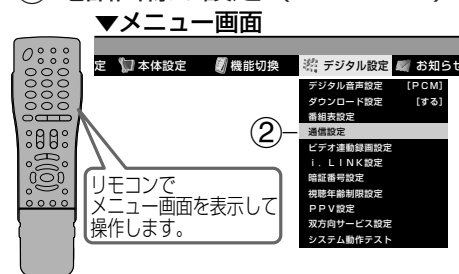 ▼メニュー画面
定 本体設定 機能切換 デジタル設定 お知らせ
デジタル音声設定 [PCM]
ダウンロード設定 [する]
番組表設定
② 通信設定
ビデオ連動録画設定
i.LINK設定
暗証番号設定
視聴年齢制限設定
PPV設定
双方向サービス設定
システム動作テスト
リモコンで
メニュー画面を表示して
操作します。